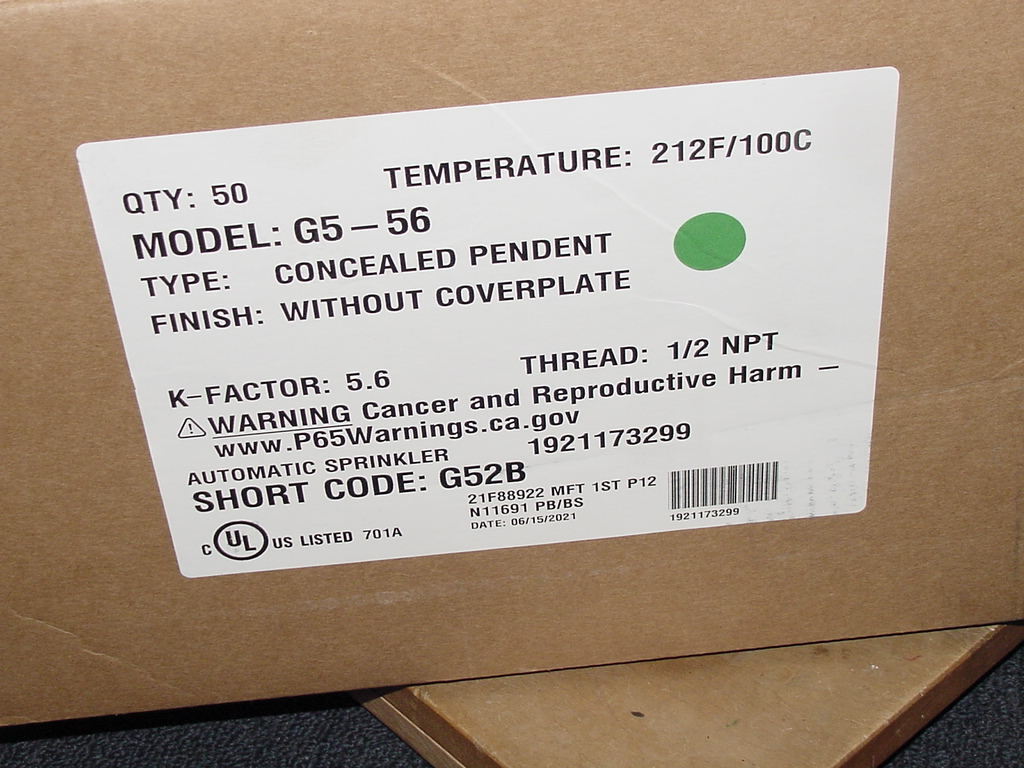 QTY: 50 TEMPERATURE: 212F/100C
MODEL: G5 – 56
TYPE: CONCEALED PENDENT
FINISH: WITHOUT COVERPLATE
K-FACTOR: 5.6 THREAD: 1/2 NPT
⚠ WARNING Cancer and Reproductive Harm –
www.P65Warnings.ca.gov
AUTOMATIC SPRINKLER 1921173299
SHORT CODE: G52B
21F88922 MFT 1ST P12
N11691 PB/BS
DATE: 06/15/2021
1921173299
C UL US LISTED 701A